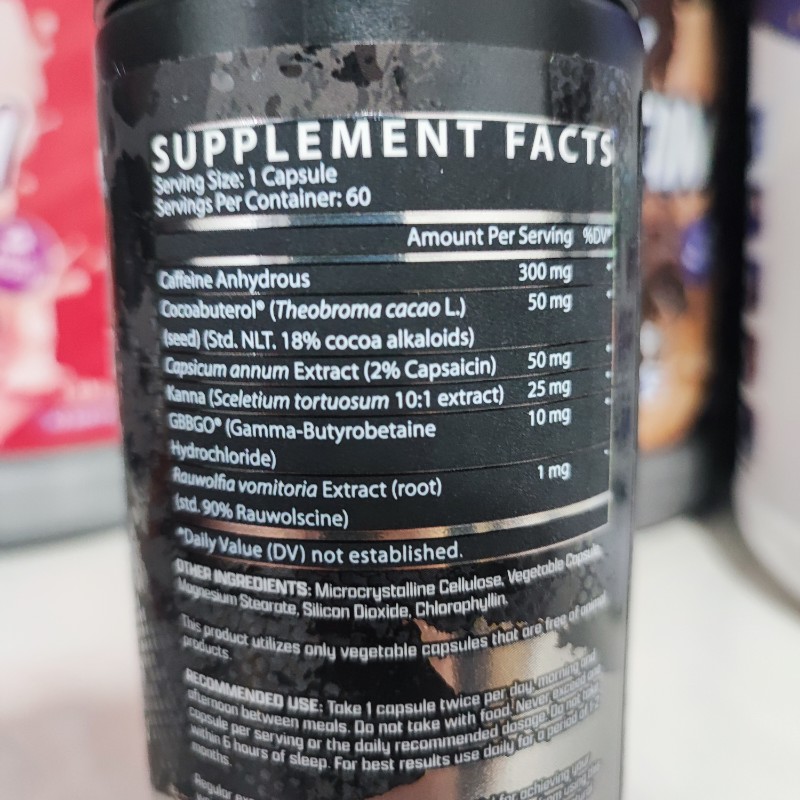 SUPPLEMENT FACTS
Serving Size: 1 Capsule
Servings Per Container: 60
Amount Per Serving %DV*
Caffeine Anhydrous 300 mg *
Cocoabuterol® (Theobroma cacao L.) 50 mg *
(seed) (Std. NLT. 18% cocoa alkaloids)
Capsicum annum Extract (2% Capsaicin) 50 mg *
Kanna (Sceletium tortuosum 10:1 extract) 25 mg *
GBBGO® (Gamma-Butyrobetaine 10 mg *
Hydrochloride)
Rauwolfia vomitoria Extract (root) 1 mg *
(std. 90% Rauwolscine)
*Daily Value (DV) not established.
OTHER INGREDIENTS: Microcrystalline Cellulose, Vegetable Capsule,
Magnesium Stearate, Silicon Dioxide, Chlorophyllin.
This product utilizes only vegetable capsules that are free of animal
products.
RECOMMENDED USE: Take 1 capsule twice per day, morning and
afternoon between meals. Do not take with food. Never exceed one
capsule per serving or the daily recommended dosage. Do not take
within 6 hours of sleep. For best results use daily for a period of
months.
Regular for achieving your